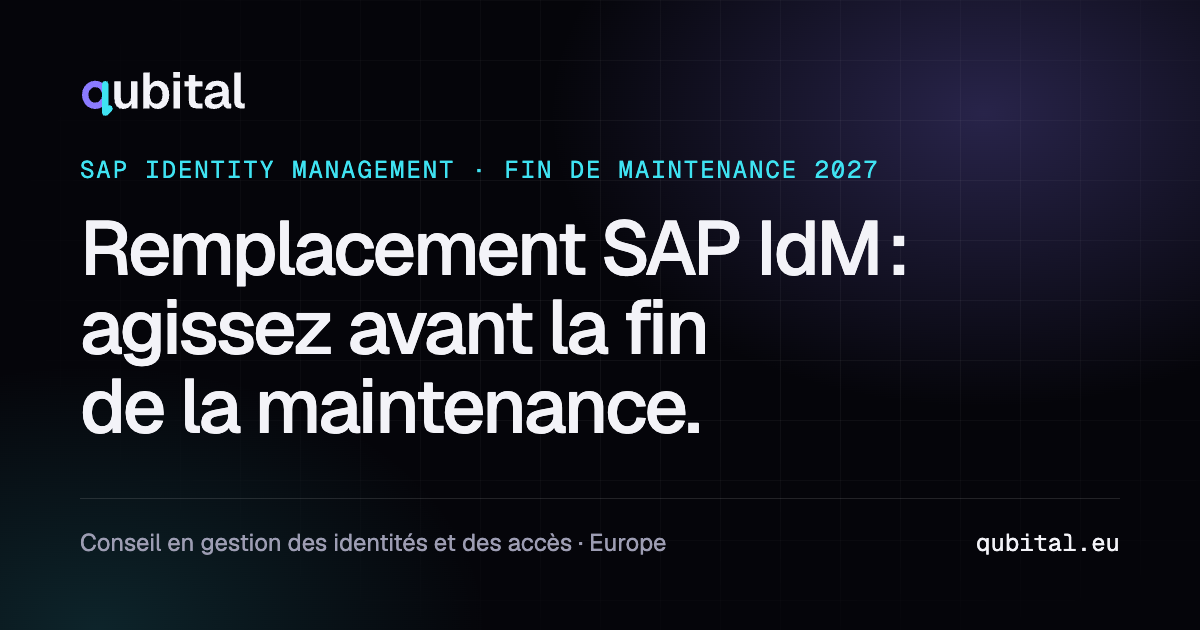 qubital
SAP IDENTITY MANAGEMENT · FIN DE MAINTENANCE 2027
Remplacement SAP IdM :
agissez avant la fin
de la maintenance.
Conseil en gestion des identités et des accès · Europe
qubital.eu